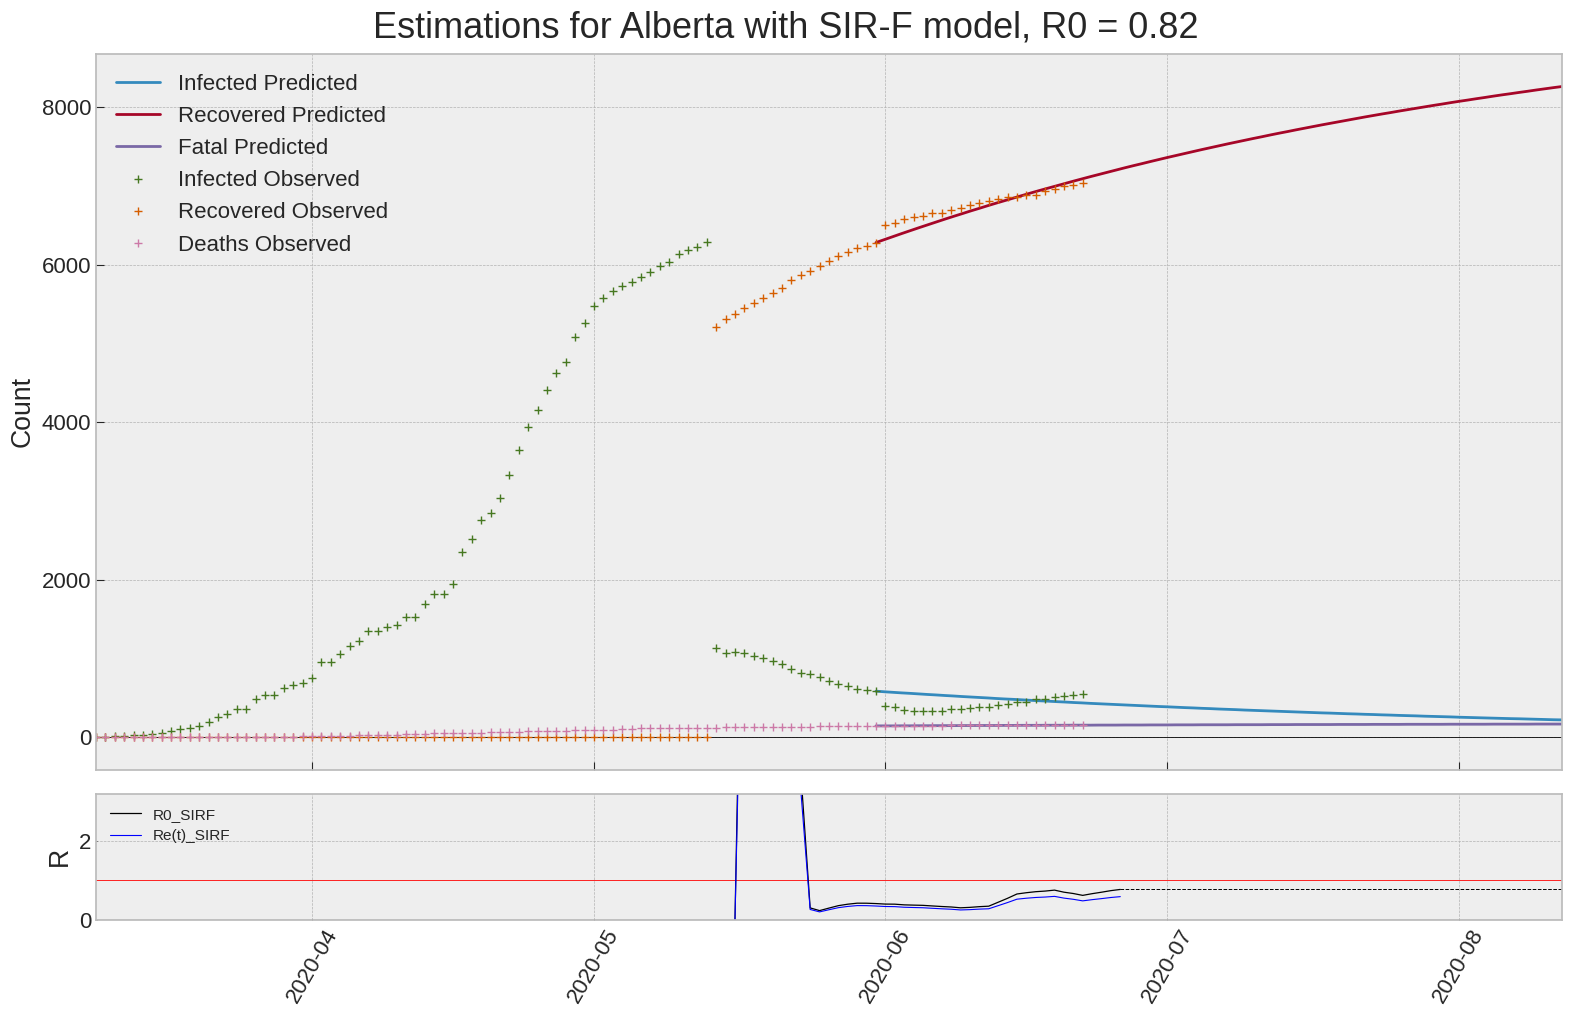 Estimations for Alberta with SIR-F model, R0 = 0.82
Infected Predicted
Recovered Predicted
Fatal Predicted
Infected Observed
Recovered Observed
Deaths Observed
8000
6000
4000
2000
0
Count
R0_SIRF
Re(t)_SIRF
2
0
R
2020-04
2020-05
2020-06
2020-07
2020-08